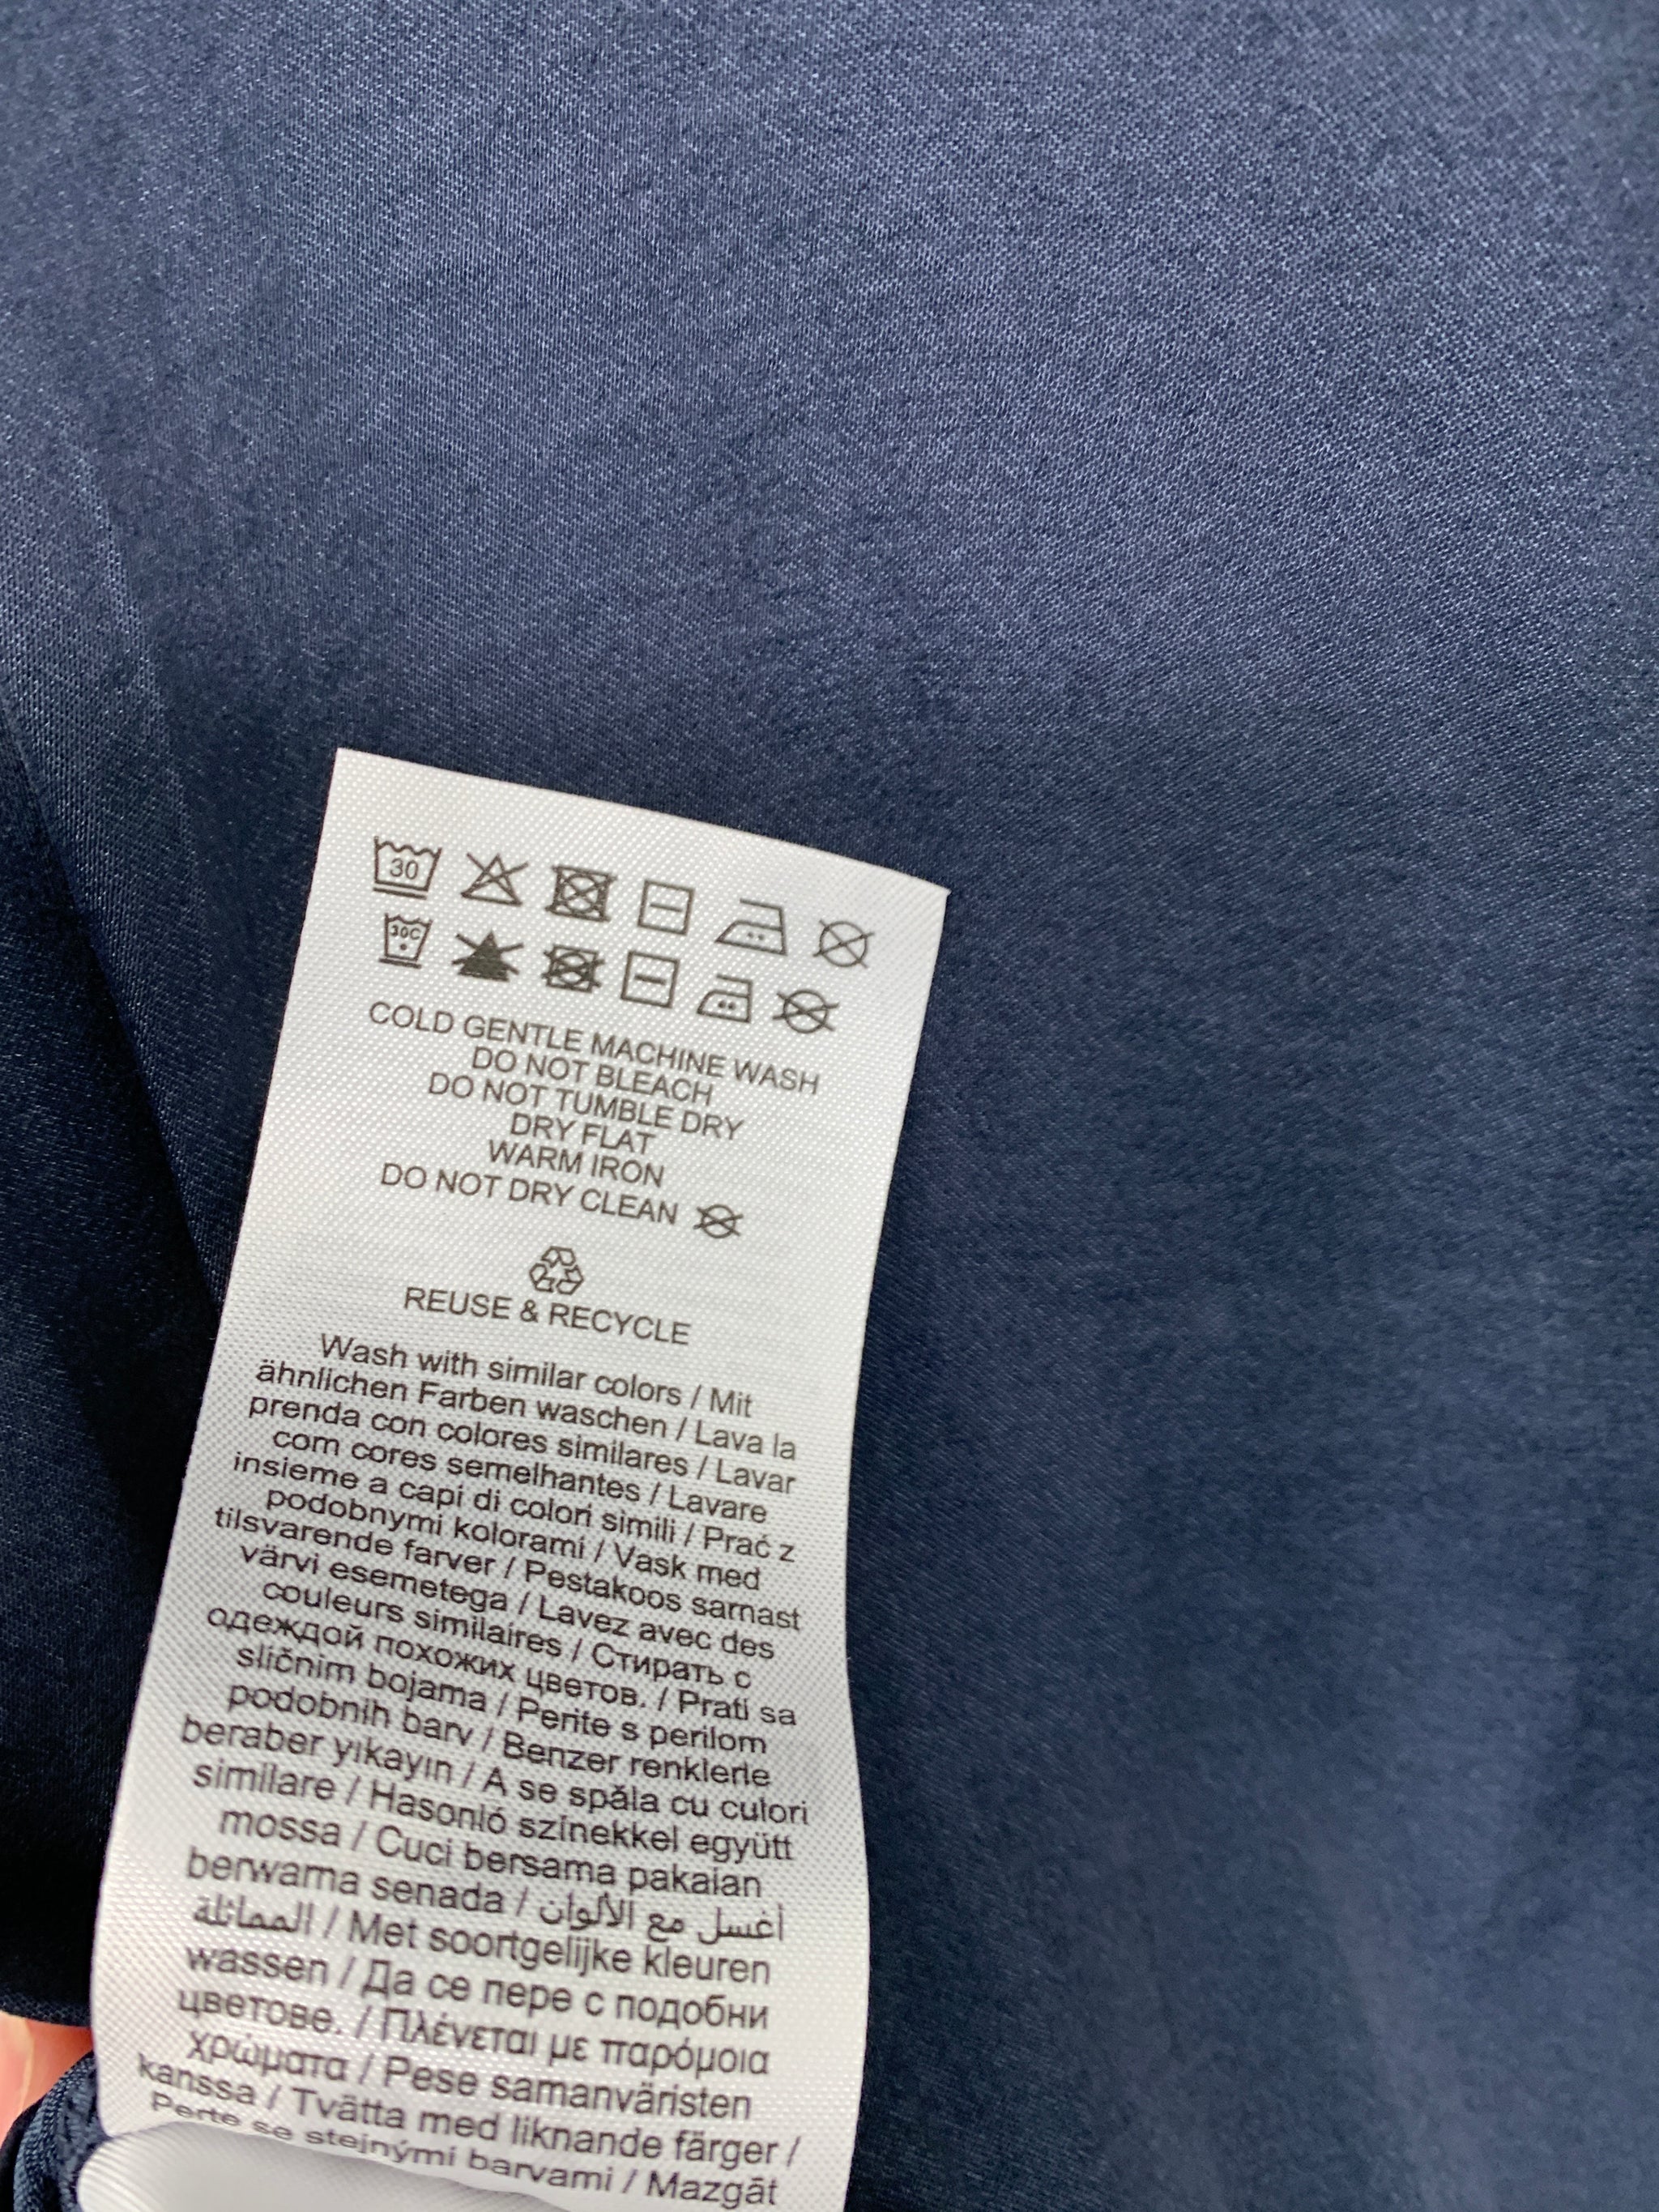 30
30C
COLD GENTLE MACHINE WASH
DO NOT BLEACH
DO NOT TUMBLE DRY
DRY FLAT
WARM IRON
DO NOT DRY CLEAN
REUSE & RECYCLE
Wash with similar colors / Mit
ähnlichen Farben waschen / Lava la
prenda con colores similares / Lavar
com cores semelhantes / Lavare
insieme a capi di colori simili / Prać z
podobnymi kolorami / Vask med
tilsvarende farver / Pestakoos sarnast
värvi esemetega / Lavez avec des
couleurs similaires / Стирать с
одеждой похожих цветов. / Prati sa
sličnim bojama / Perite s perilom
podobnih barv / Benzer renklerle
beraber yıkayın / A se spăla cu culori
similare / Hasonló színekkel együtt
mossa / Cuci bersama pakaian
berwarna senada / أغسل مع الألوان
المماثلة / Met soortgelijke kleuren
wassen / Да се пере с подобни
цветове. / Πλένεται με παρόμοια
χρώματα / Pese samanväristen
kanssa / Tvätta med liknande färger /
Perte se stejnými barvami / Mazgāt